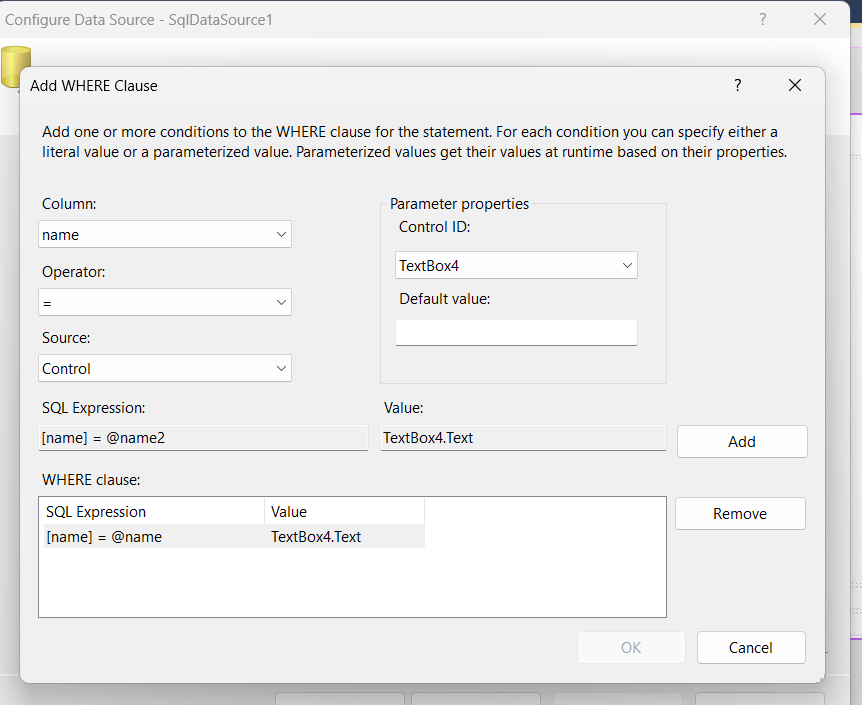 Configure Data Source - SqlDataSource1
?
Add WHERE Clause
?
Add one or more conditions to the WHERE clause for the statement. For each condition you can specify either a
literal value or a parameterized value. Parameterized values get their values at runtime based on their properties.
Column:
name
Operator:
=
Source:
Control
Parameter properties
Control ID:
TextBox4
Default value:
SQL Expression:
[name] = @name2
Value:
TextBox4.Text
Add
WHERE clause:
SQL Expression Value
[name] = @name TextBox4.Text
Remove
OK
Cancel